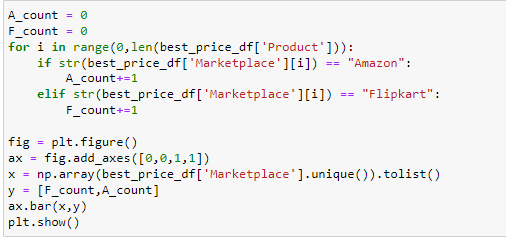 A_count = 0
F_count = 0
for i in range(0,len(best_price_df['Product'])):
    if str(best_price_df['Marketplace'][i]) == "Amazon":
        A_count+=1
    elif str(best_price_df['Marketplace'][i]) == "Flipkart":
        F_count+=1

fig = plt.figure()
ax = fig.add_axes([0,0,1,1])
x = np.array(best_price_df['Marketplace'].unique()).tolist()
y = [F_count,A_count]
ax.bar(x,y)
plt.show()